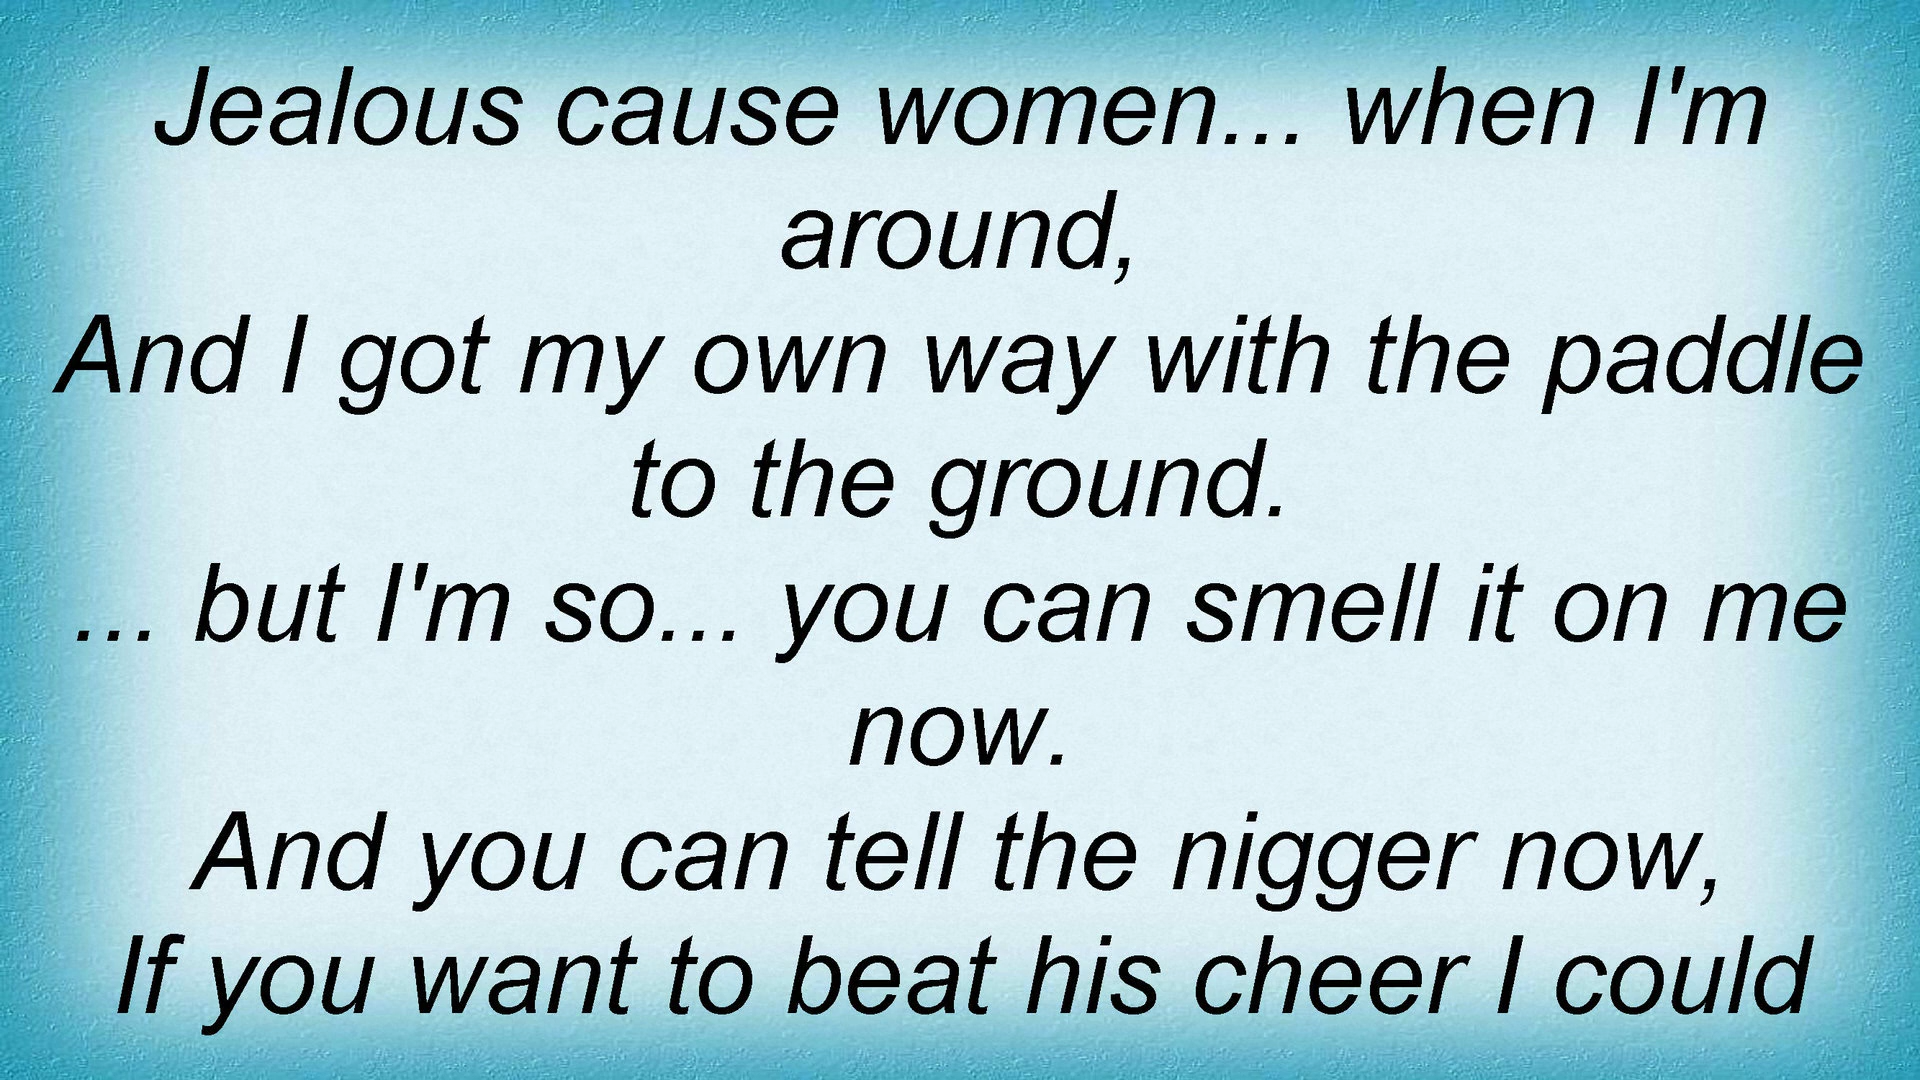 Jealous cause women... when I'm
around,
And I got my own way with the paddle
to the ground.
... but I'm so... you can smell it on me
now.
And you can tell the nigger now,
If you want to beat his cheer I could